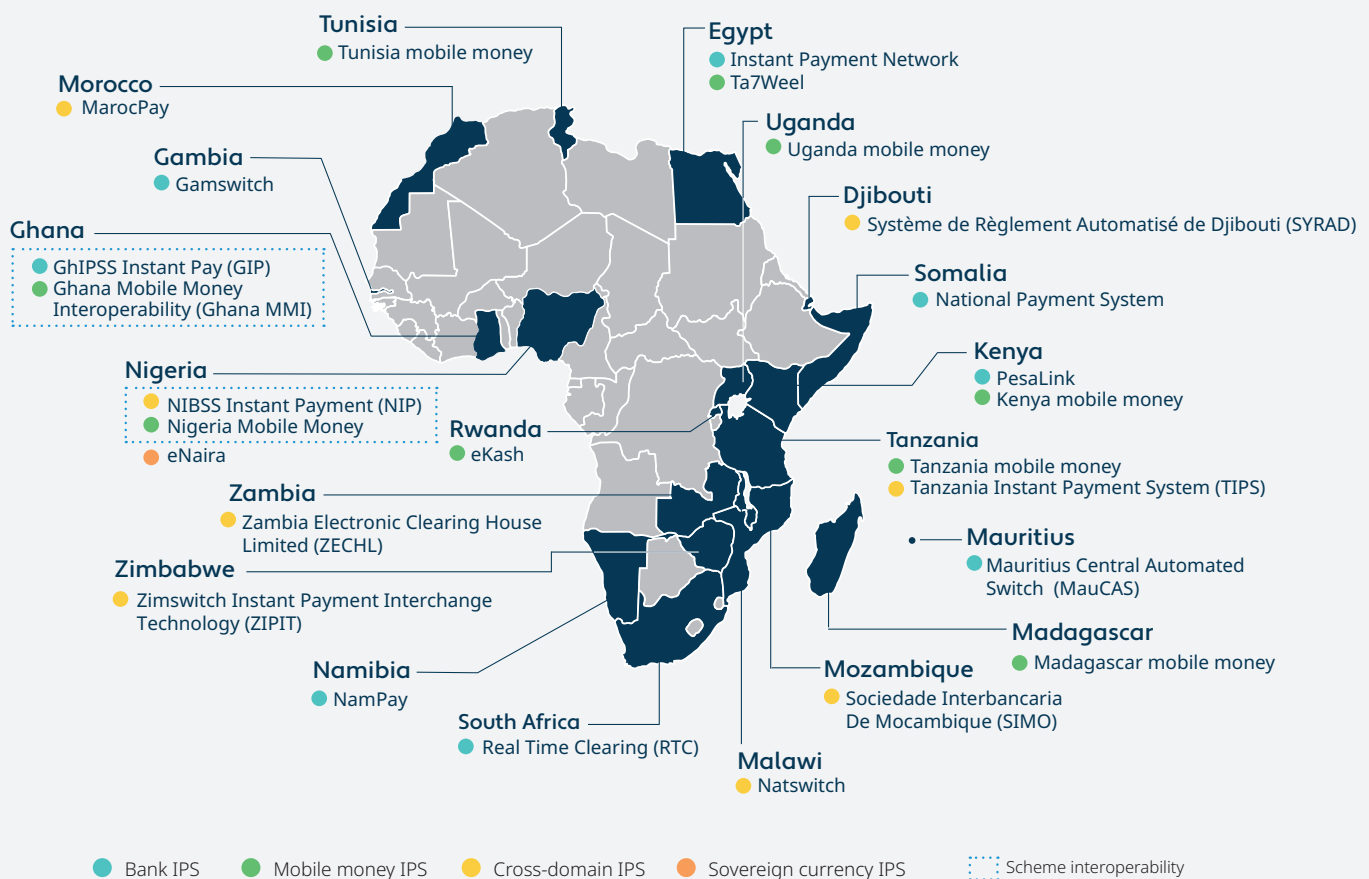 Tunisia
Tunisia mobile money
Morocco
MarocPay
Gambia
Gamswitch
Ghana
GhIPSS Instant Pay (GIP)
Ghana Mobile Money
Interoperability (Ghana MMI)
Nigeria
NIBSS Instant Payment (NIP)
Nigeria Mobile Money
eNaira
Rwanda
eKash
Zambia
Zambia Electronic Clearing House
Limited (ZECHL)
Zimbabwe
Zimswitch Instant Payment Interchange
Technology (ZIPIT)
Namibia
NamPay
South Africa
Real Time Clearing (RTC)
Egypt
Instant Payment Network
Ta7Weel
Uganda
Uganda mobile money
Djibouti
Système de Règlement Automatisé de Djibouti (SYRAD)
Somalia
National Payment System
Kenya
PesaLink
Kenya mobile money
Tanzania
Tanzania mobile money
Tanzania Instant Payment System (TIPS)
Mauritius
Mauritius Central Automated
Switch (MauCAS)
Madagascar
Madagascar mobile money
Mozambique
Sociedade Interbancaria
De Mocambique (SIMO)
Malawi
Natswitch
Bank IPS
Mobile money IPS
Cross-domain IPS
Sovereign currency IPS
Scheme interoperability